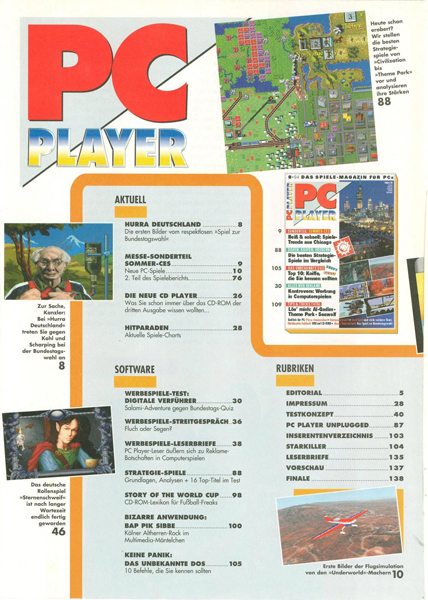 PC
PLAYER
Heute schon
erobert?
Wir stellen
die besten
Strategie-
spiele von
»Civilization
bis
»Theme Park«
vor und
analysieren
ihre Stärken
88
AKTUELL
HURRA DEUTSCHLAND 8
Die ersten Bilder vom respektlosen »Spiel zur
Bundestagswahl«
MESSE-SONDERTEIL
SOMMER-CES 9
Neue PC-Spiele 10
2. Teil des Spieleberichts 76
DIE NEUE CD PLAYER 26
Was Sie schon immer über das CD-ROM der
dritten Ausgabe wissen wollten...
HITPARADEN 28
Aktuelle Spiele-Charts
Zur Sache,
Kanzler:
Bei »Hurra
Deutschland«
treten Sie gegen
Kohl und
Scharping bei
der Bundestags-
wahl an
8
DAS SPIELE-MAGAZIN FÜR PCs
PC
PLAYER
9
Heiß & schnell: Spiele-
Trends aus Chicago
88
Die besten Strategie-
Spiele im Vergleich
105
Top 10: Kniffe,
die Sie kennen sollten
30
Kontrovers: Werbung
in Computerspielen
109
SOFTWARE
WERBESPIELE-TEST:
DIGITALE VERFÜHRER 30
Salami-Adventure gegen Bundestags-Quiz
WERBESPIELE-STREITGEPRÄCH 36
Fluch oder Segen?
WERBESPIELE-LESERBRIEFE 38
PC Player-Leser äußern sich zu Reklame-
Botschaften in Computerspielen
STRATEGIE-SPIELE 88
Grundlagen, Analysen + 16 Top-Titel im Test
STORY OF THE WORLD CUP 98
CD-ROM-Lexikon für Fußball-Freaks
BIZARRE ANWENDUNG:
BAP PIK SIBBE 100
Kölner Altherren-Rock im
Multimedia-Mäntelchen
KEINE PANIK:
DAS UNBEKANNTE DOS 105
10 Befehle, die Sie kennen sollten
Das deutsche
Rollenspiel
»Sternenschweif«
ist nach langer
Wartezeit
endlich fertig
geworden
46
RUBRIKEN
EDITORIAL 5
IMPRESSUM 28
TESTKONZEPT 40
PC PLAYER UNPLUGGED 87
INSERENTENVERZEICHNIS 103
STARKILLER 104
LESERBRIEFE 135
VORSCHAU 137
FINALE 138
Erste Bilder der Flugsimulation
von den »Underworld«-Machern 10